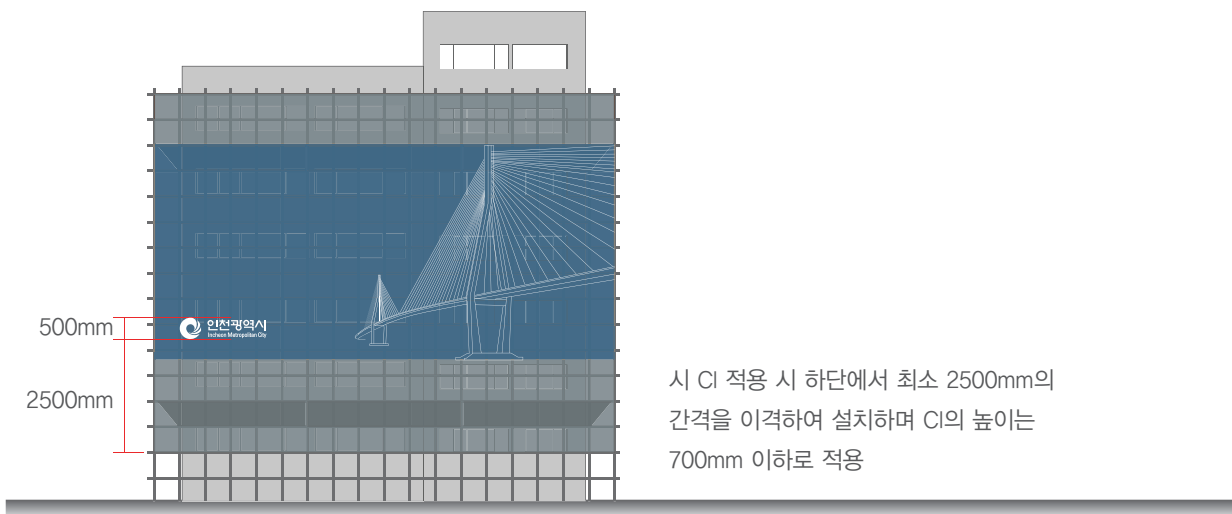 500mm
2500mm
인천광역시
Incheon Metropolitan City
시 CI 적용 시 하단에서 최소 2500mm의
간격을 이격하여 설치하며 CI의 높이는
700mm 이하로 적용